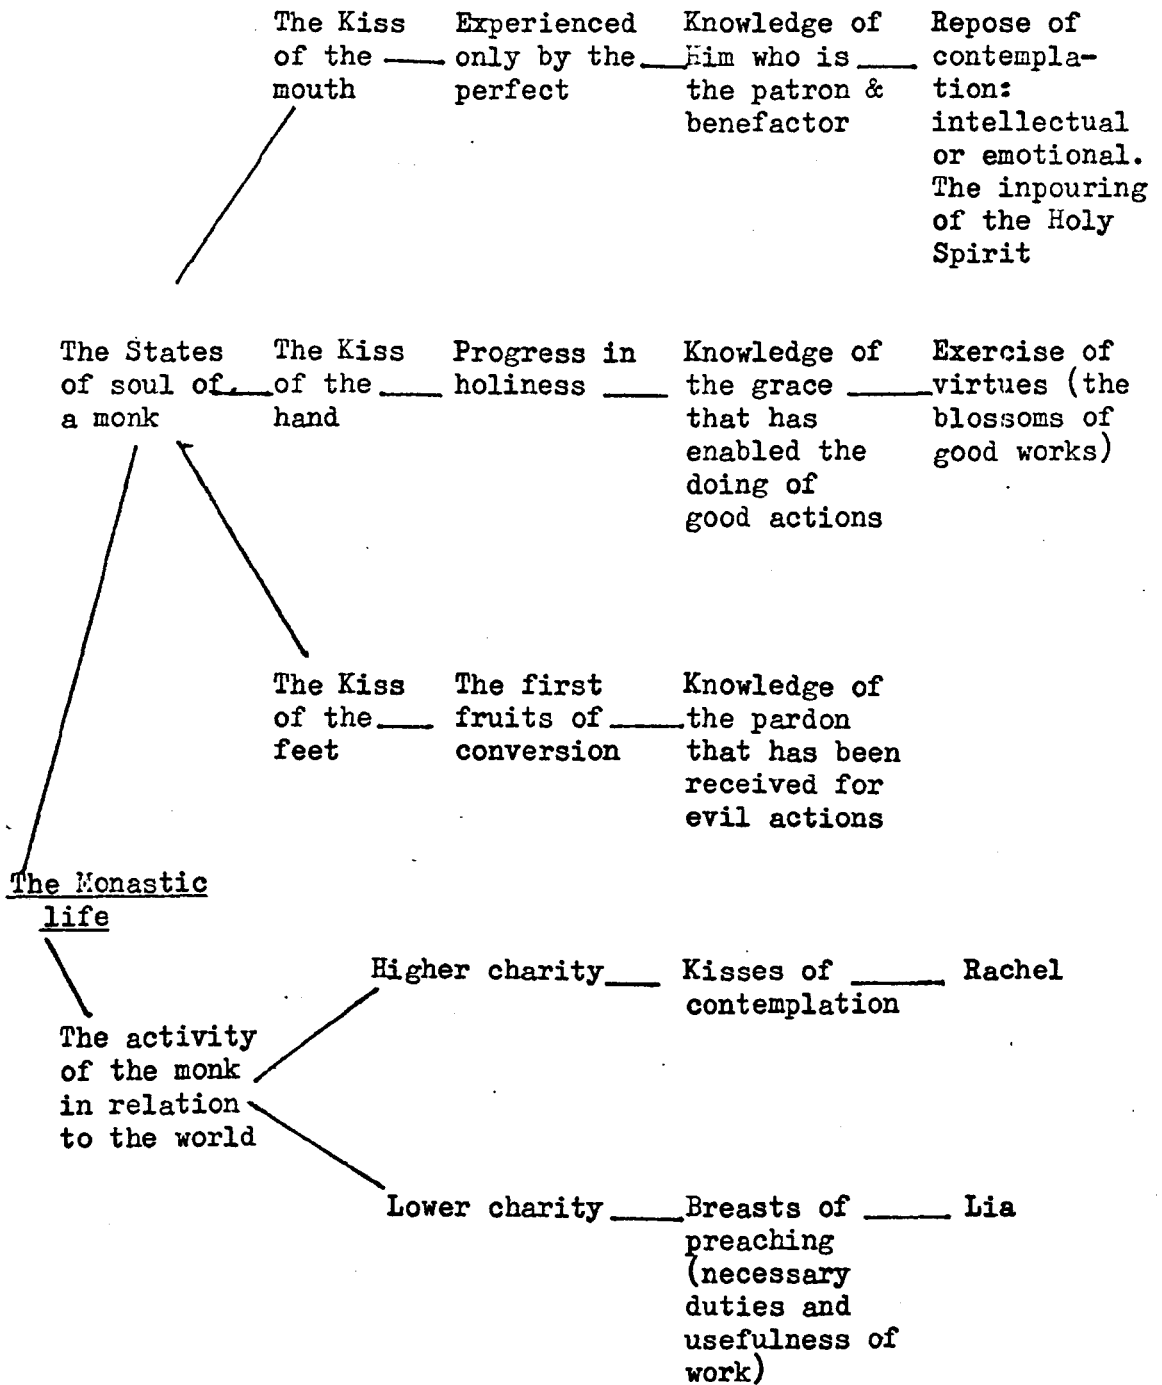 The Kiss
of the
mouth
Experienced
only by the
perfect
Knowledge of
Him who is
the patron &
benefactor
Repose of
contempla-
tion:
intellectual
or emotional.
The inpouring
of the Holy
Spirit
The States
of soul of
a monk
The Kiss
of the
hand
Progress in
holiness
Knowledge of
the grace
that has
enabled the
doing of
good actions
Exercise of
virtues (the
blossoms of
good works)
The Kiss
of the
feet
The first
fruits of
conversion
Knowledge of
the pardon
that has been
received for
evil actions
The Monastic
life
The activity
of the monk
in relation
to the world
Higher charity
Kisses of
contemplation
Rachel
Lower charity
Breasts of
preaching
(necessary
duties and
usefulness of
work)
Lia